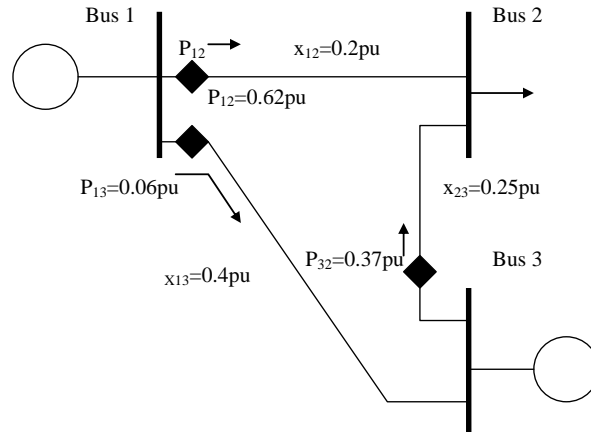 Bus 1
Bus 2
P12
x12=0.2pu
P12=0.62pu
P13=0.06pu
x23=0.25pu
P32=0.37pu
Bus 3
x13=0.4pu